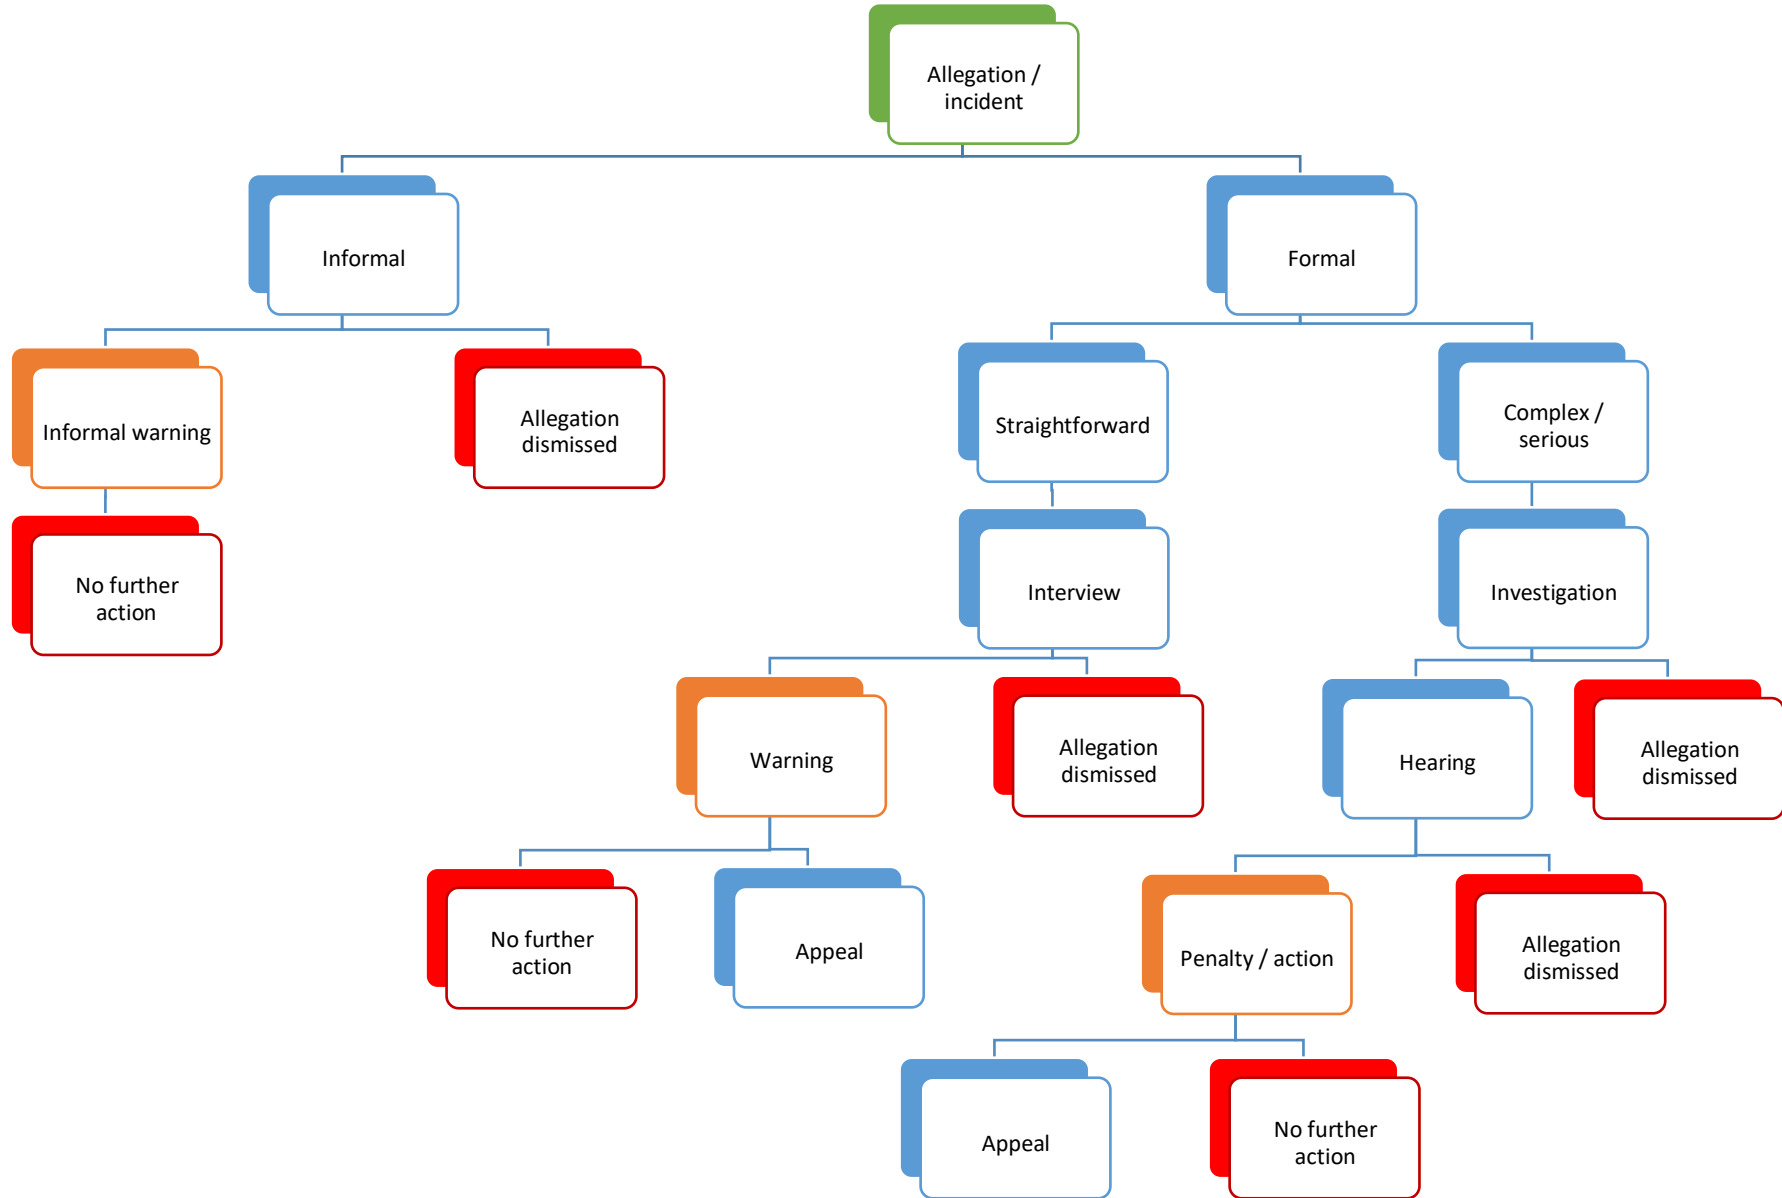 Allegation /
incident
Informal
Formal
Informal warning
Allegation
dismissed
Straightforward
Complex /
serious
No further
action
Interview
Investigation
Warning
Allegation
dismissed
Hearing
Allegation
dismissed
No further
action
Appeal
Penalty / action
Allegation
dismissed
Appeal
No further
action